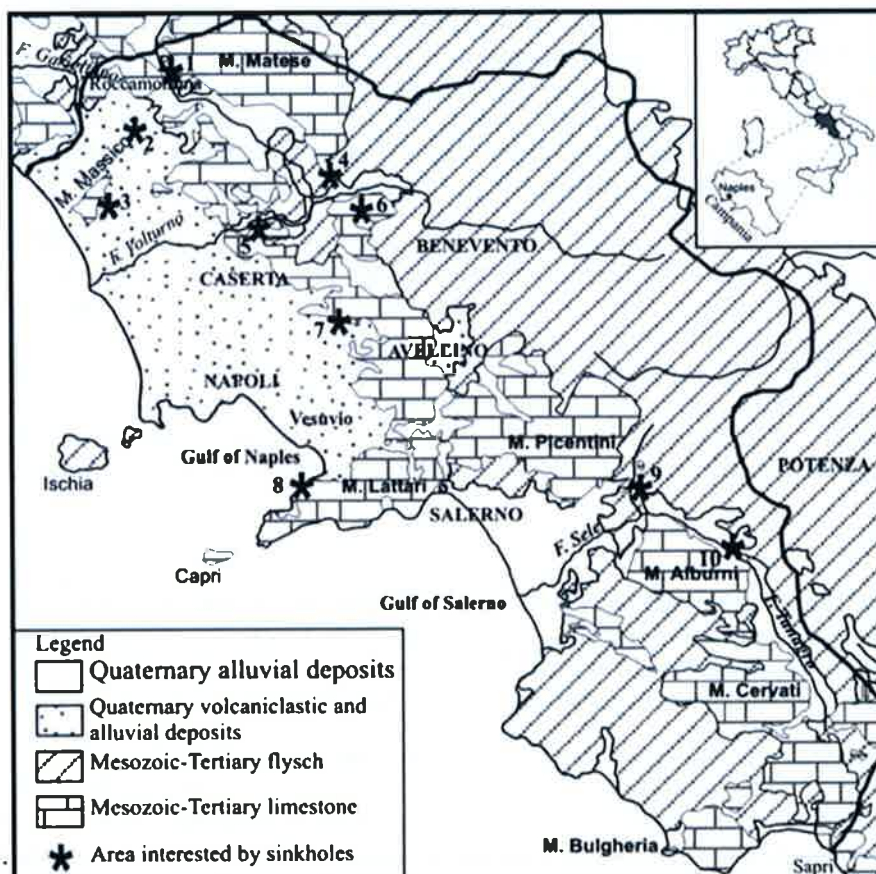 F. Garigliano
1
M. Matese
Roccamonfina
2
M. Massico
3
4
F. Volturno
5
6
BENEVENTO
CASERTA
7
AVELLINO
NAPOLI
Vesuvio
M. Picentini
Ischia
Gulf of Naples
8
M. Lattari
SALERNO
9
POTENZA
F. Sele
10
M. Alburni
Capri
Gulf of Salerno
F. Tanagro
M. Cervati
M. Bulgheria
Sapri
Naples
Campania
Legend
Quaternary alluvial deposits
Quaternary volcaniclastic and
alluvial deposits
Mesozoic-Tertiary flysch
Mesozoic-Tertiary limestone
Area interested by sinkholes